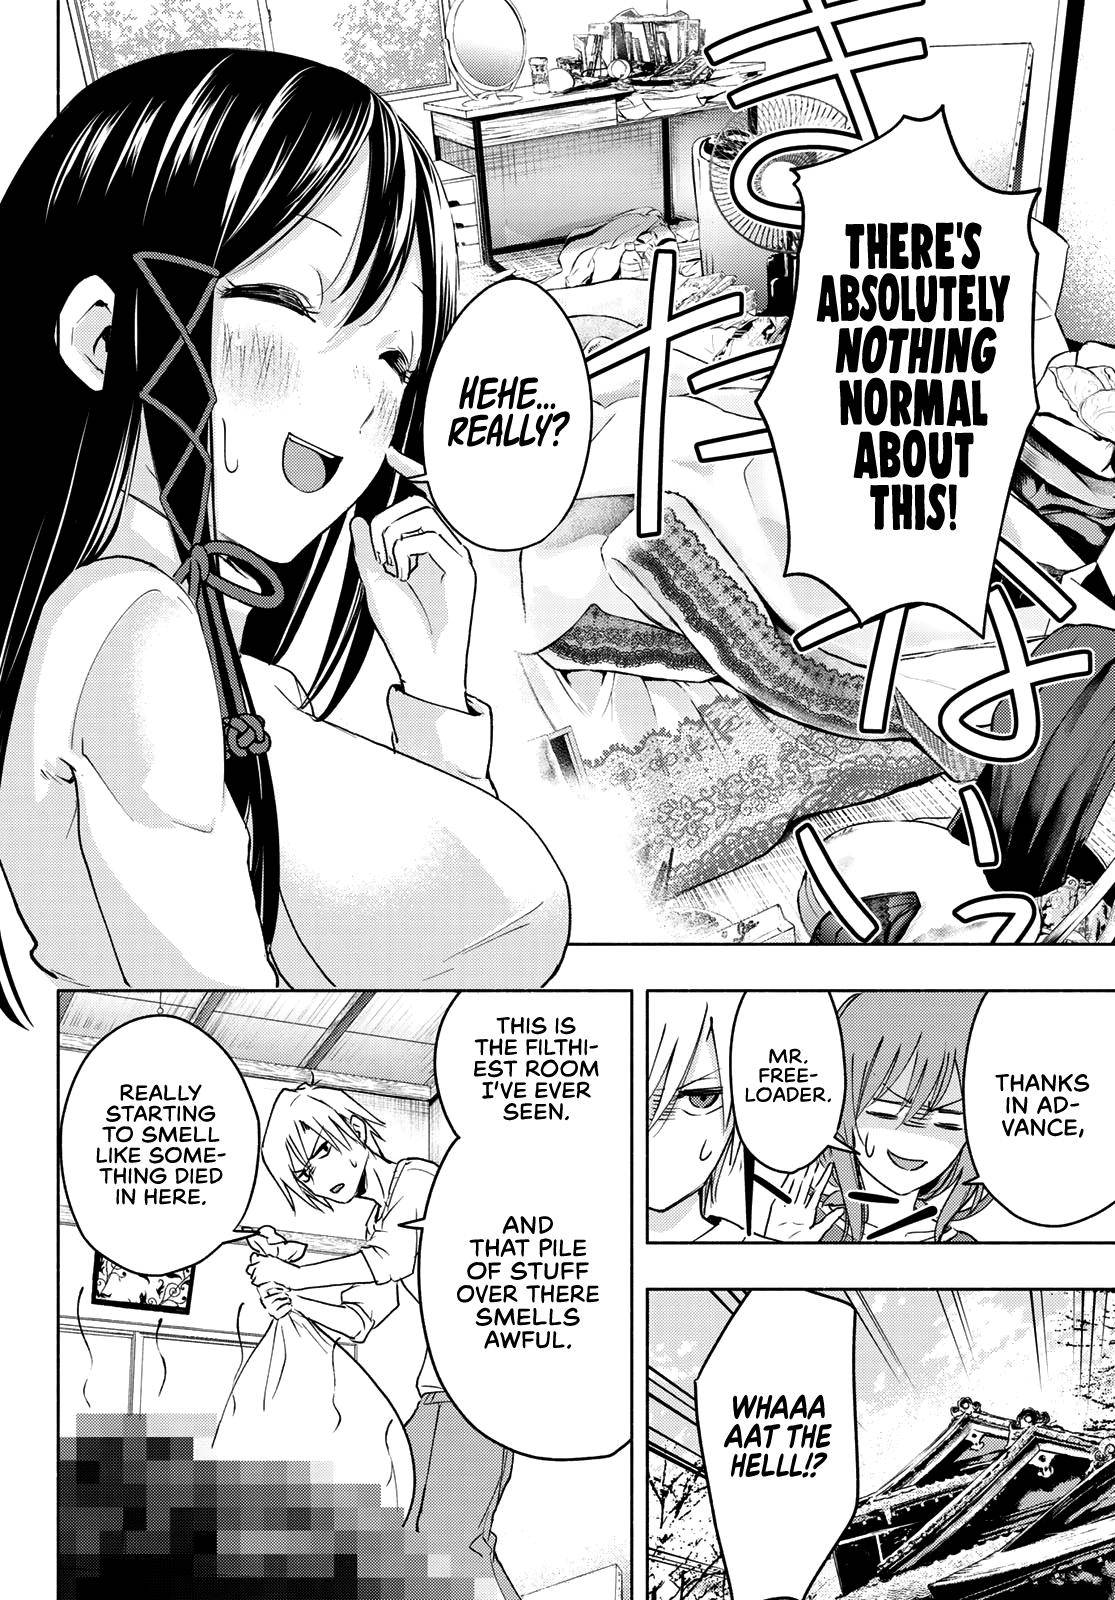 THERE'S
ABSOLUTELY
NOTHING
NORMAL
ABOUT
THIS!
HEHE...
REALLY?
THANKS
IN AD-
VANCE,
MR.
FREE-
LOADER.
WHAAA
AAT THE
HELLL!?
THIS IS
THE FILTHI-
EST ROOM
I'VE EVER
SEEN.
AND
THAT PILE
OF STUFF
OVER THERE
SMELLS
AWFUL.
REALLY
STARTING
TO SMELL
LIKE SOME-
THING DIED
IN HERE.